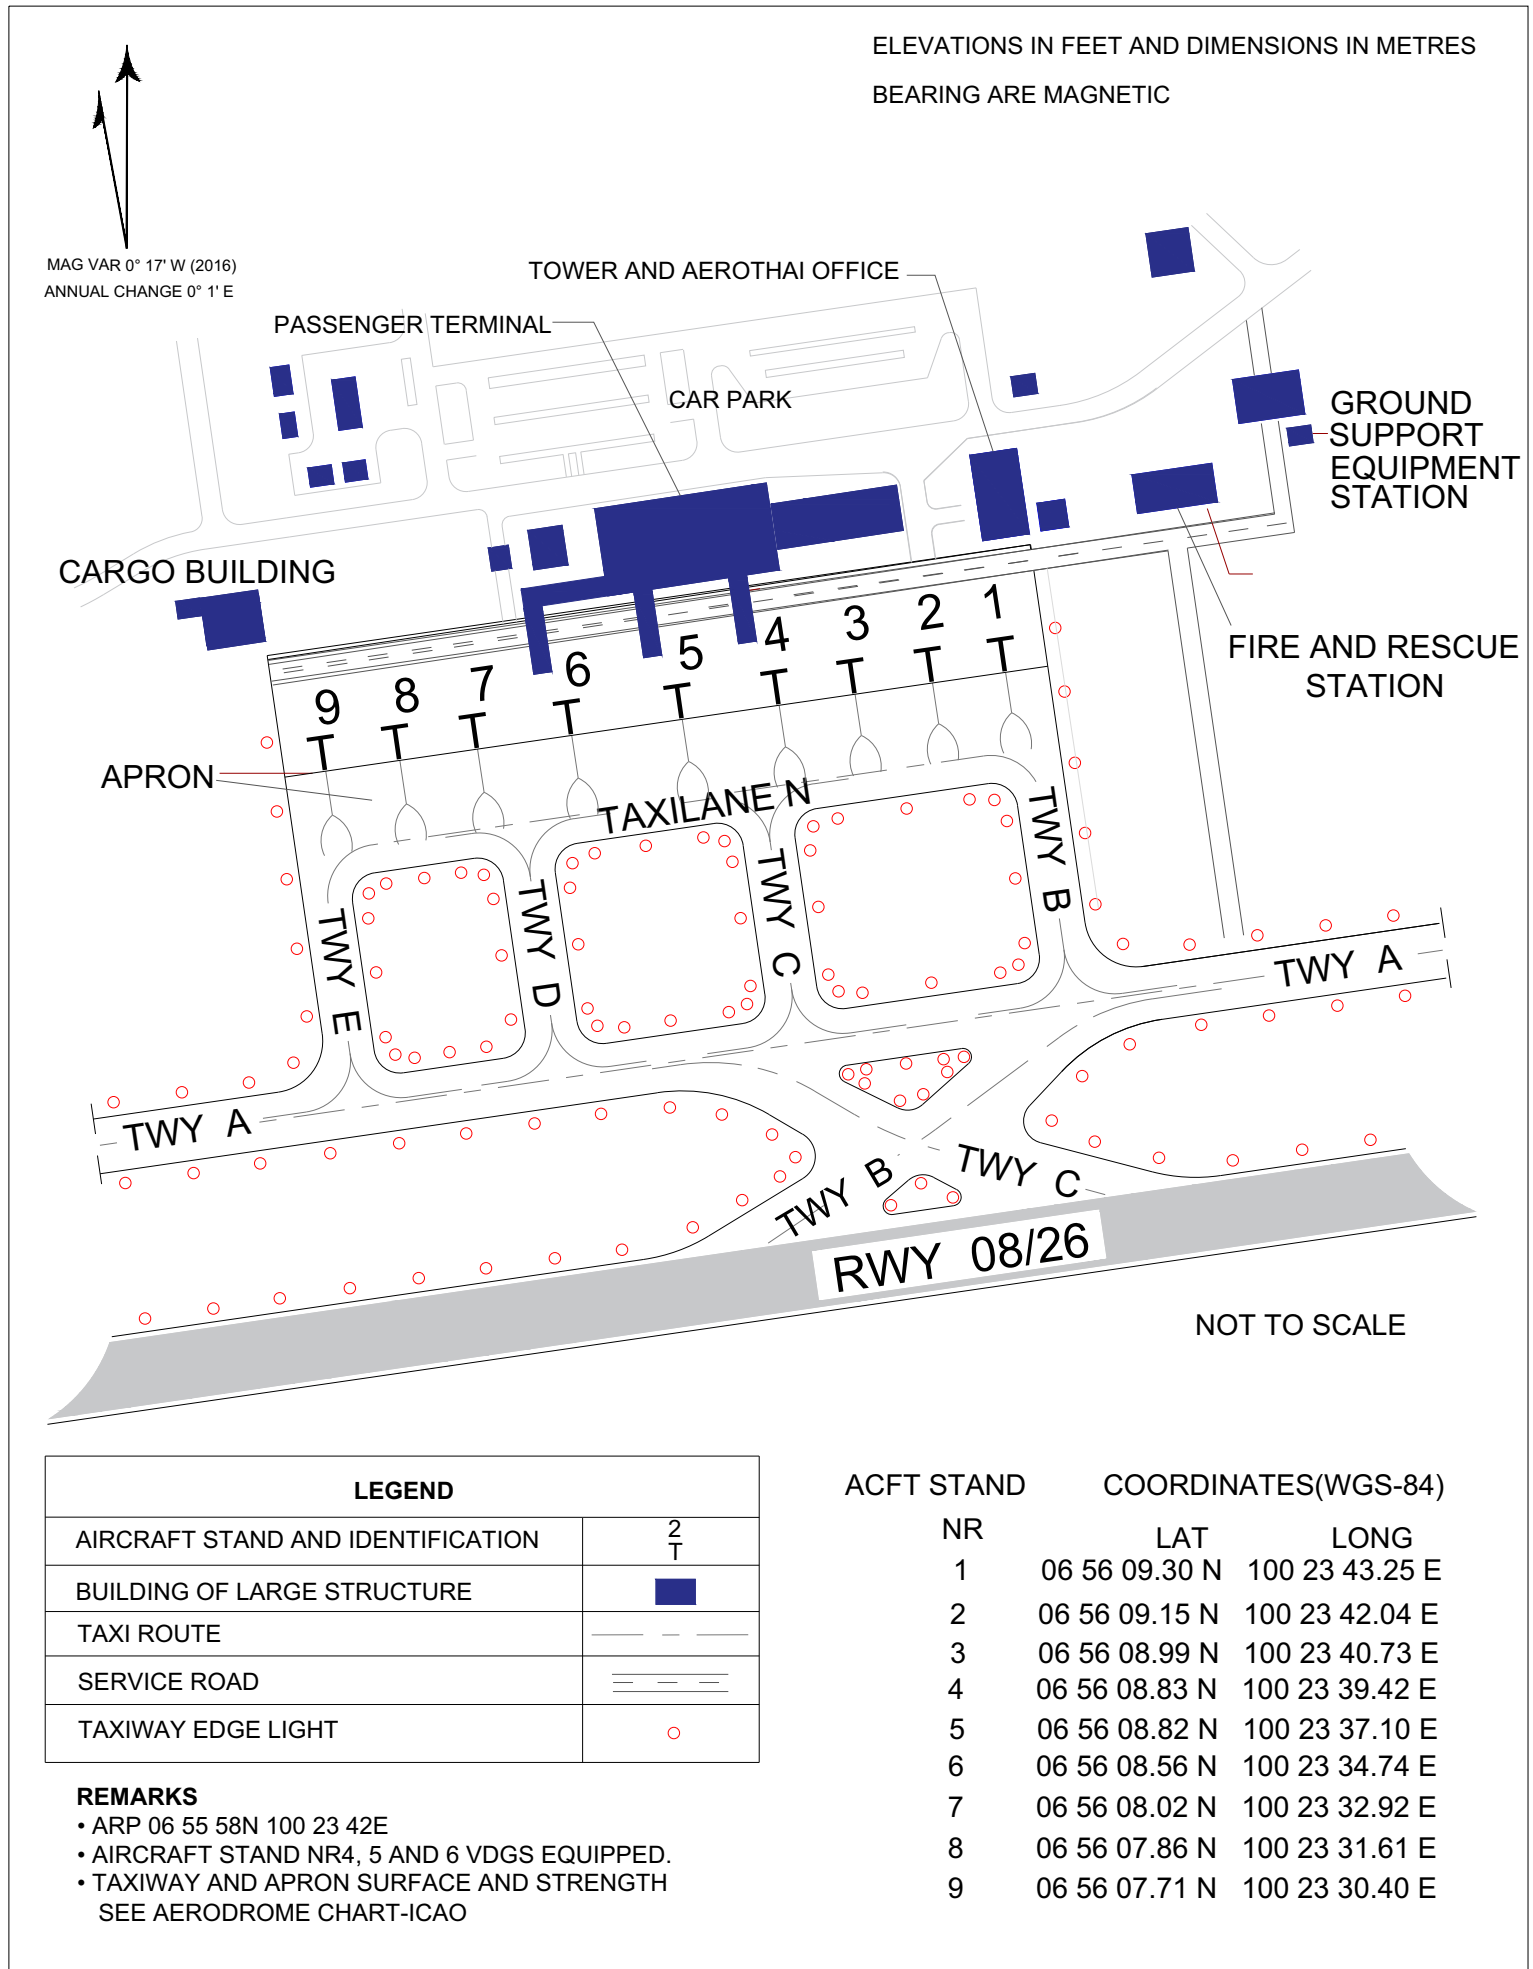 ELEVATIONS IN FEET AND DIMENSIONS IN METRES
BEARING ARE MAGNETIC
MAG VAR 0° 17' W (2016)
ANNUAL CHANGE 0° 1' E
TOWER AND AEROTHAI OFFICE
PASSENGER TERMINAL
CAR PARK
GROUND
SUPPORT
EQUIPMENT
STATION
CARGO BUILDING
FIRE AND RESCUE
STATION
9 8 7 6 5 4 3 2 1
T T T T T T T T T
APRON
TAXILANE N
TWY E
TWY D
TWY C
TWY B
TWY A
TWY A
TWY B
TWY C
RWY 08/26
NOT TO SCALE
LEGEND
AIRCRAFT STAND AND IDENTIFICATION 2
T
BUILDING OF LARGE STRUCTURE
TAXI ROUTE
SERVICE ROAD
TAXIWAY EDGE LIGHT
REMARKS
• ARP 06 55 58N 100 23 42E
• AIRCRAFT STAND NR4, 5 AND 6 VDGS EQUIPPED.
• TAXIWAY AND APRON SURFACE AND STRENGTH
SEE AERODROME CHART-ICAO
ACFT STAND COORDINATES(WGS-84)
NR LAT LONG
1 06 56 09.30 N 100 23 43.25 E
2 06 56 09.15 N 100 23 42.04 E
3 06 56 08.99 N 100 23 40.73 E
4 06 56 08.83 N 100 23 39.42 E
5 06 56 08.82 N 100 23 37.10 E
6 06 56 08.56 N 100 23 34.74 E
7 06 56 08.02 N 100 23 32.92 E
8 06 56 07.86 N 100 23 31.61 E
9 06 56 07.71 N 100 23 30.40 E